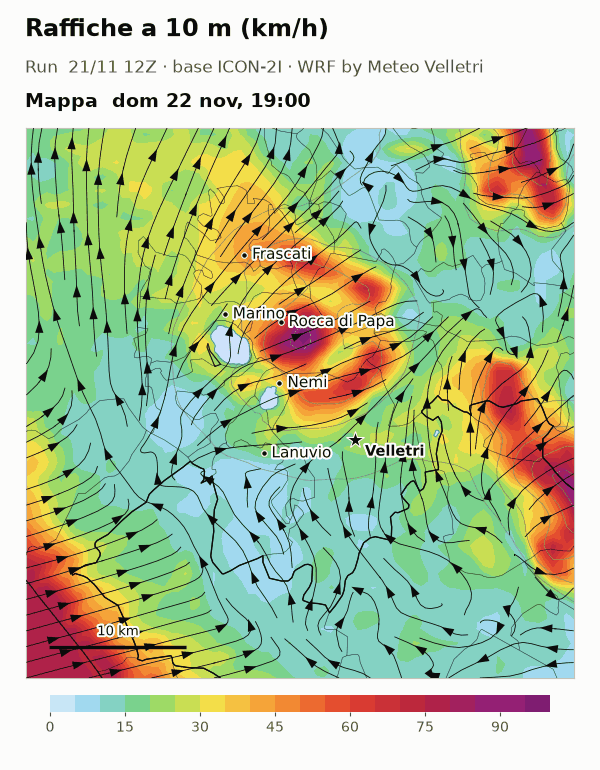 Raffiche a 10 m (km/h)
Run  21/11 12Z · base ICON-2I · WRF by Meteo Velletri
Mappa  dom 22 nov, 19:00
Frascati
Marino
Rocca di Papa
Nemi
Velletri
Lanuvio
10 km
0 15 30 45 60 75 90